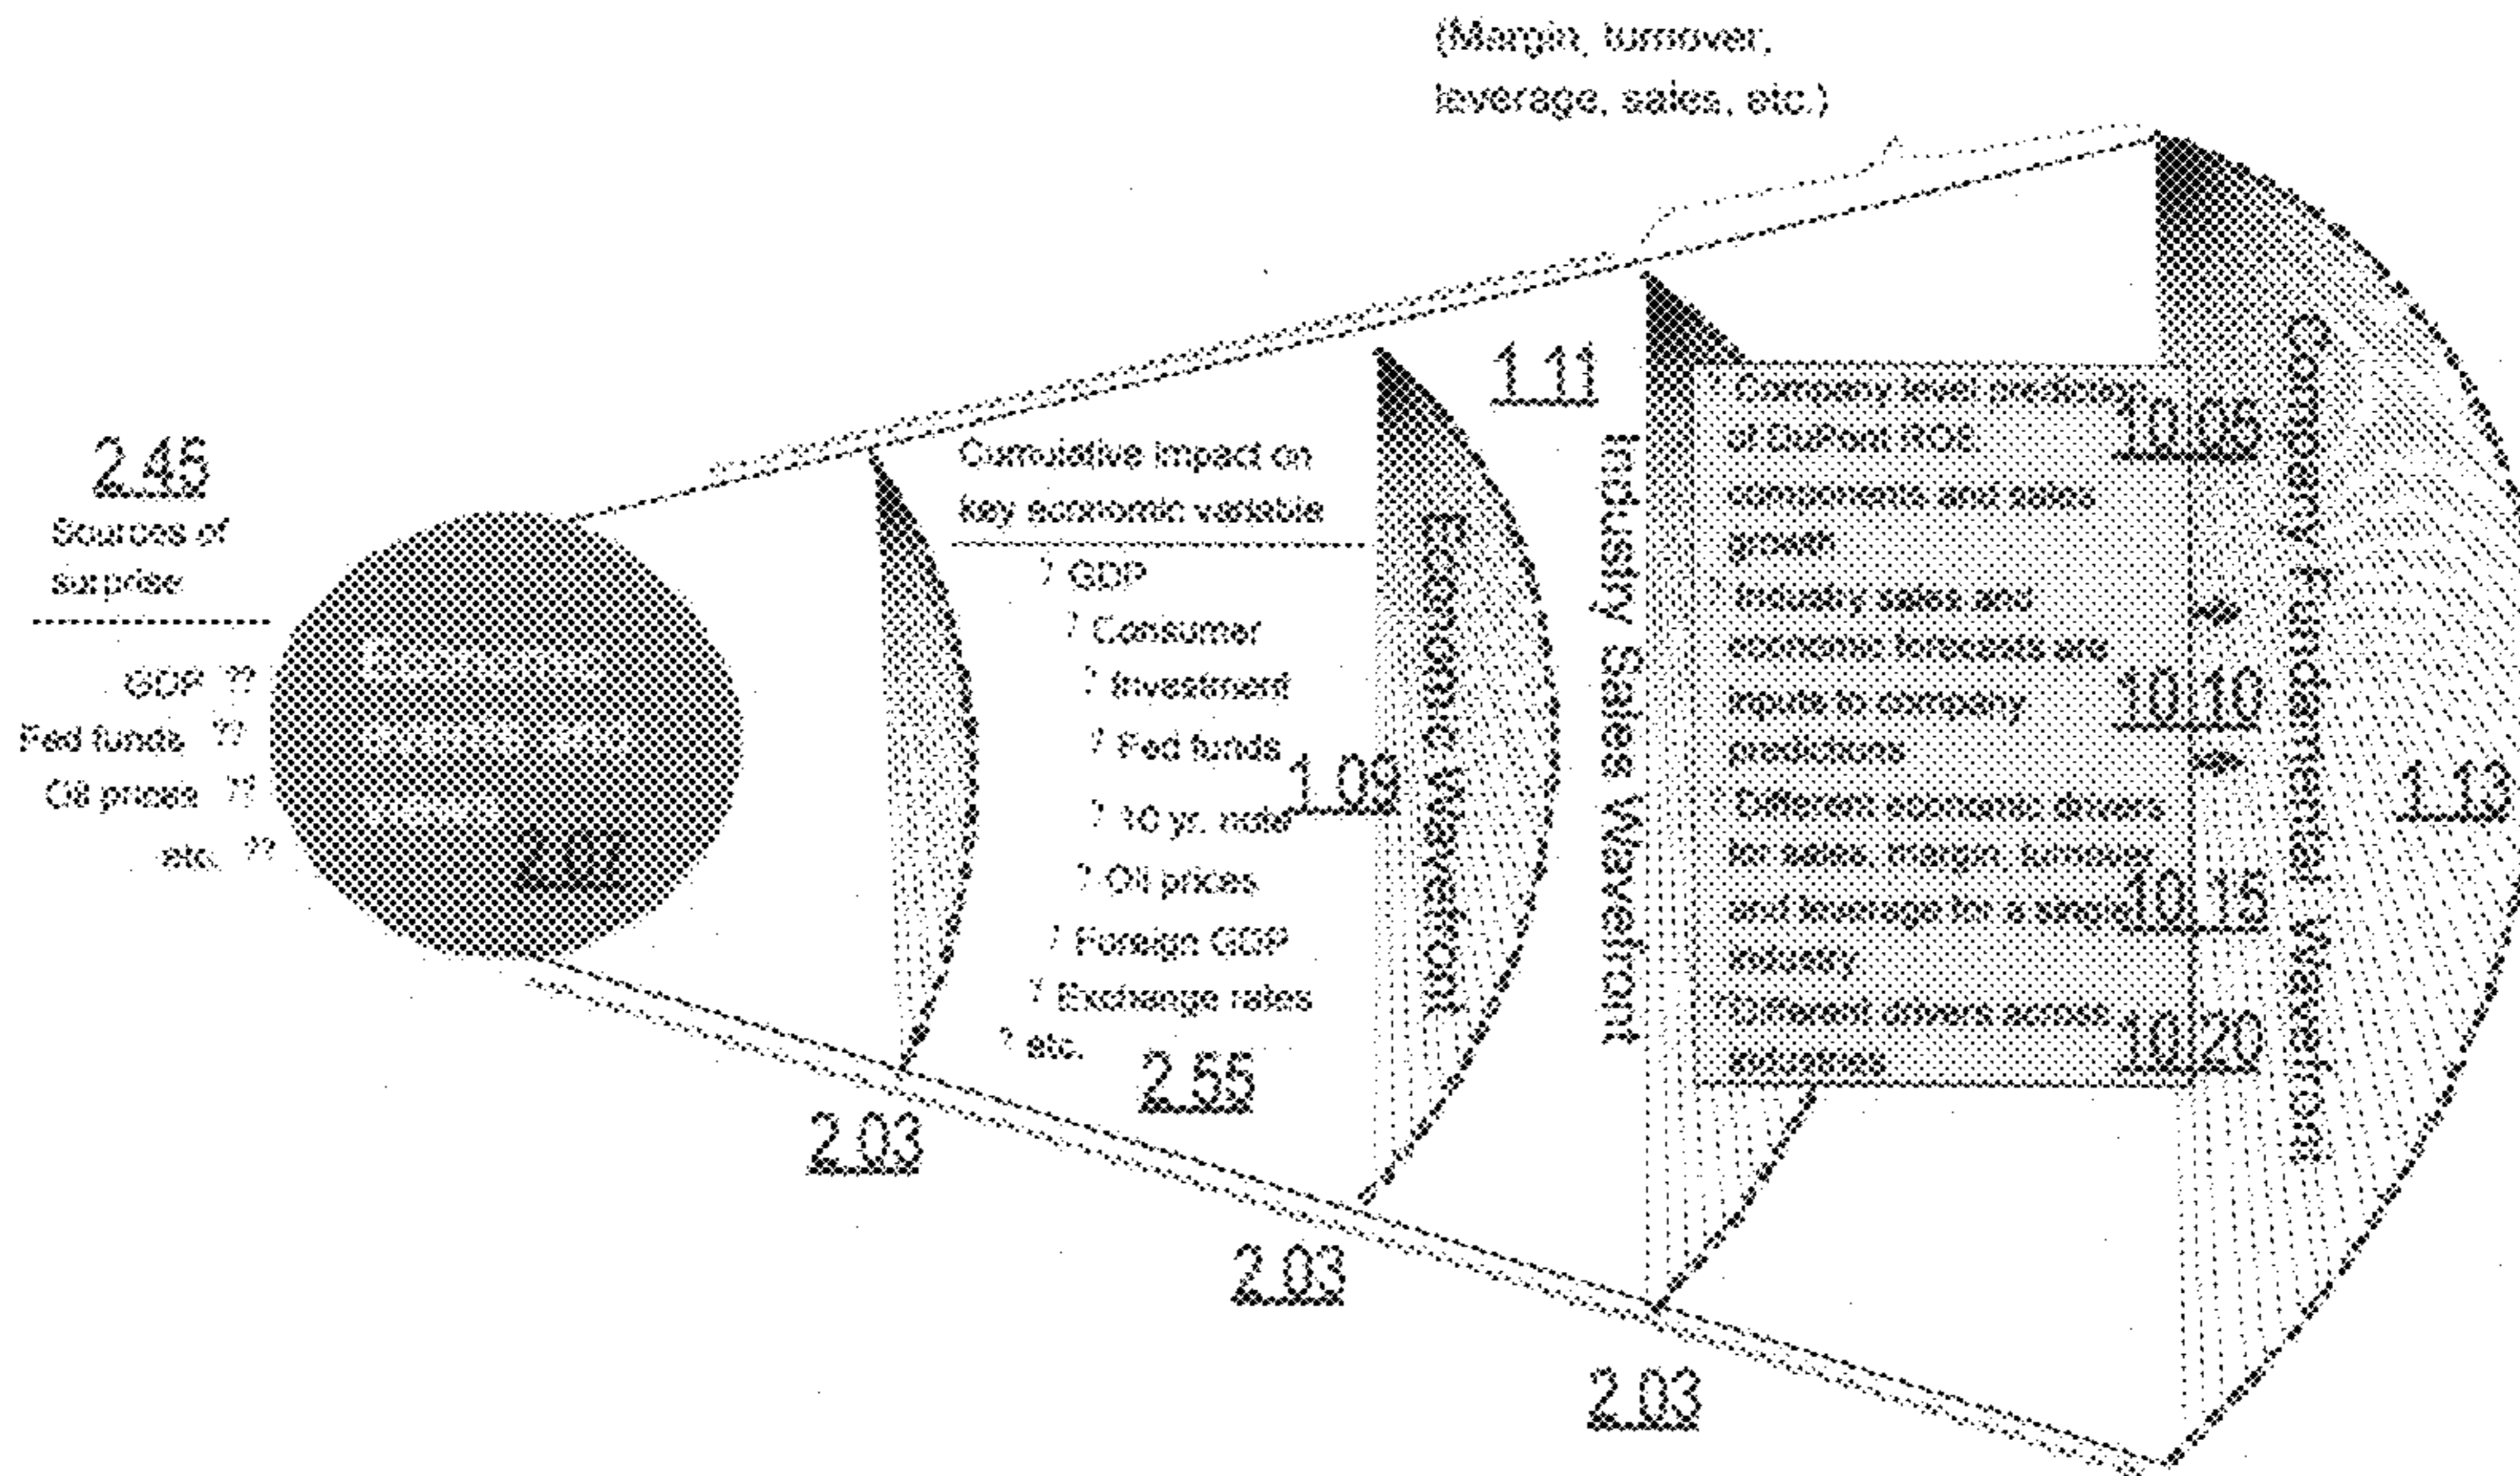 (Margin, turnover,
leverage, sales, etc.)
2.45
Sources of
surprise
GDP ??
Fed funds ??
Oil prices ??
etc. ??
2.07
Cumulative impact on
key economic variable
? GDP
? Consumer
? Investment
? Fed funds
? 10 yr. note
? Oil prices
? Foreign GDP
? Exchange rates
? etc.
2.55
1.09
Economic Wavefront
1.11
Industry Sales Wavefront
Company level prediction
of DuPont ROE
components and sales
growth
Industry sales and
economic forecasts are
inputs to company
predictions
Different economic drivers
for sales, margin, turnover
and leverage for a single
industry
Different drivers across
industries
10.05
10.10
10.15
10.20
Company Fundamental Wavefront
1.13
2.03
2.03
2.03